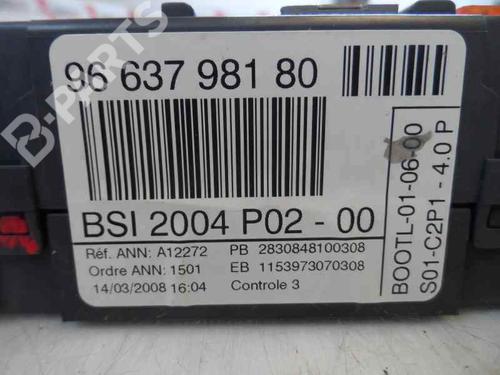 96 637 981 80
BSI 2004 P02 - 00
Réf. ANN: A12272 PB 2830848100308
Ordre ANN: 1501 EB 1153973070308
14/03/2008 16:04 Controle 3
BOOTL-01-06-00
S01-C2P1 - 4.0 P